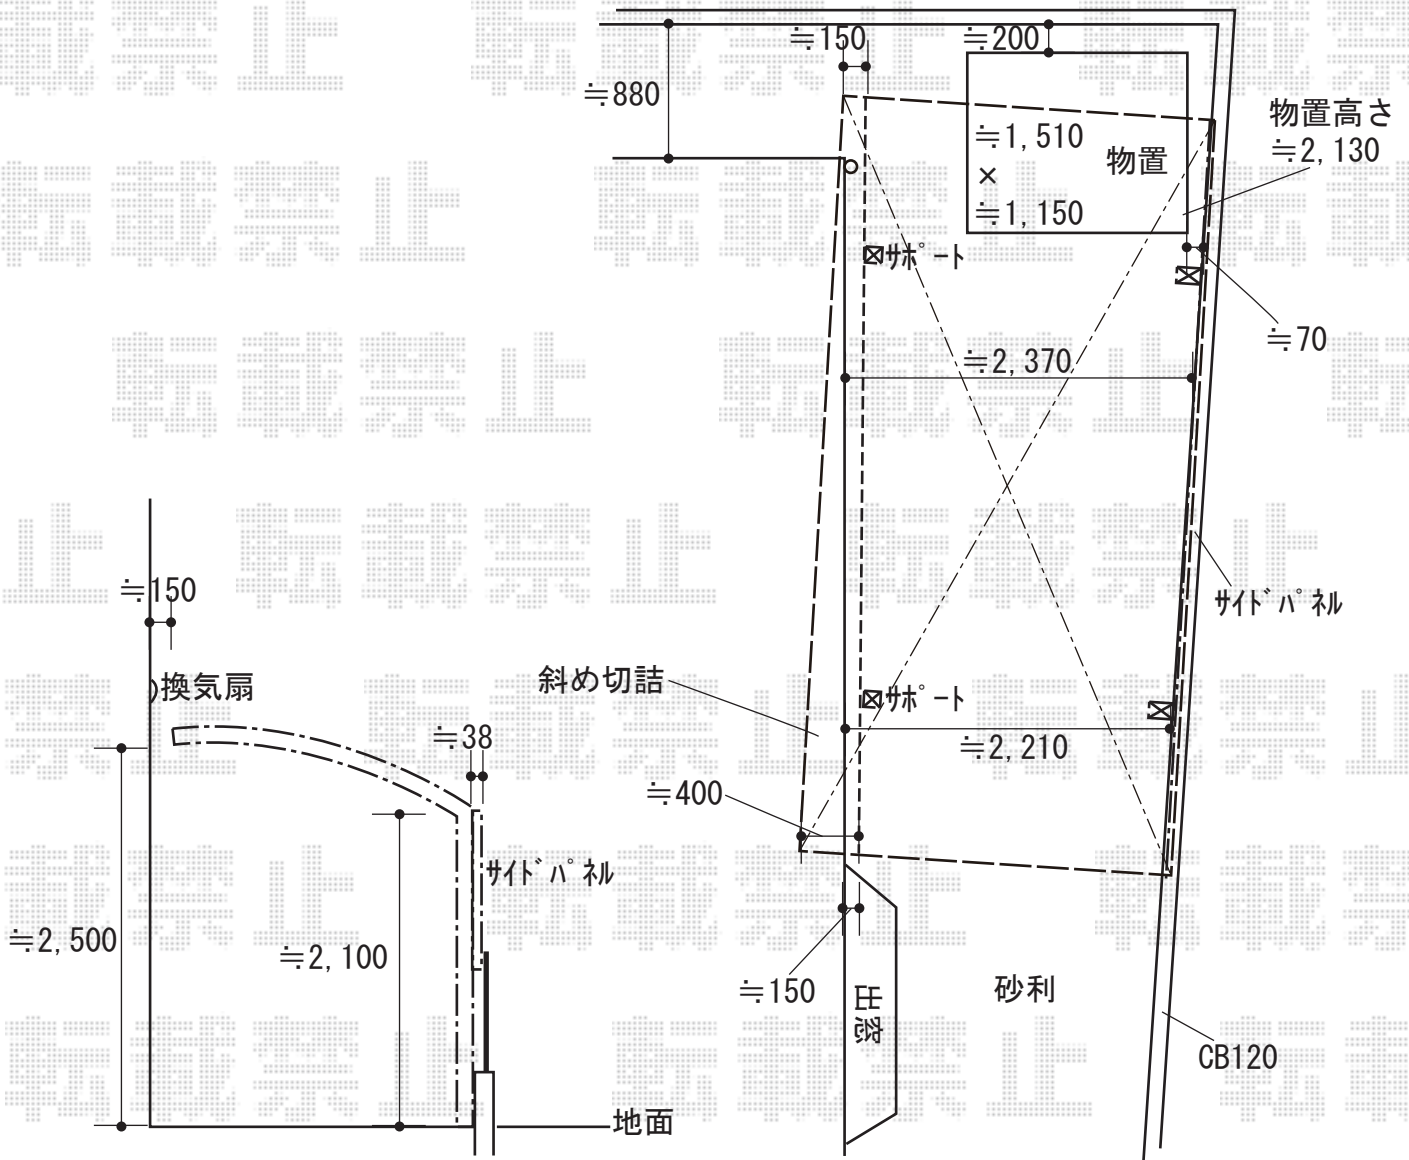 ≒150
≒200
≒880
物置高さ
≒2,130
≒1,510
×
≒1,150
物置
サポート
≒70
≒2,370
サイドパネル
斜め切詰
サポート
≒2,210
≒400
≒150
出窓
砂利
CB120
≒150
換気扇
≒38
サイドパネル
≒2,500
≒2,100
地面
転載禁止